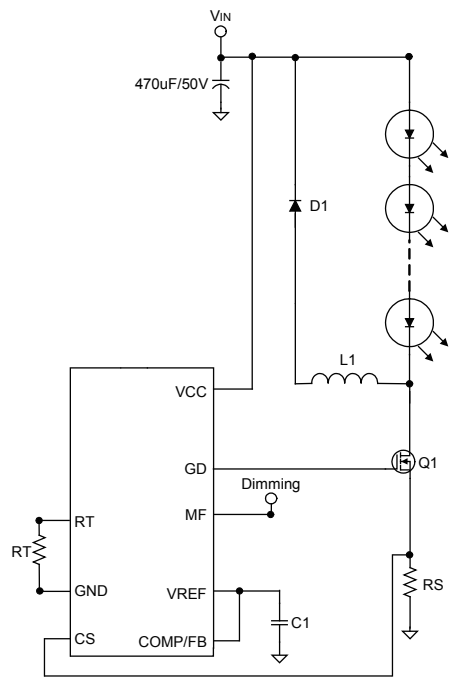 VIN
470uF/50V
D1
L1
VCC
GD
Q1
Dimming
MF
RT
RT
GND
VREF
RS
C1
CS
COMP/FB